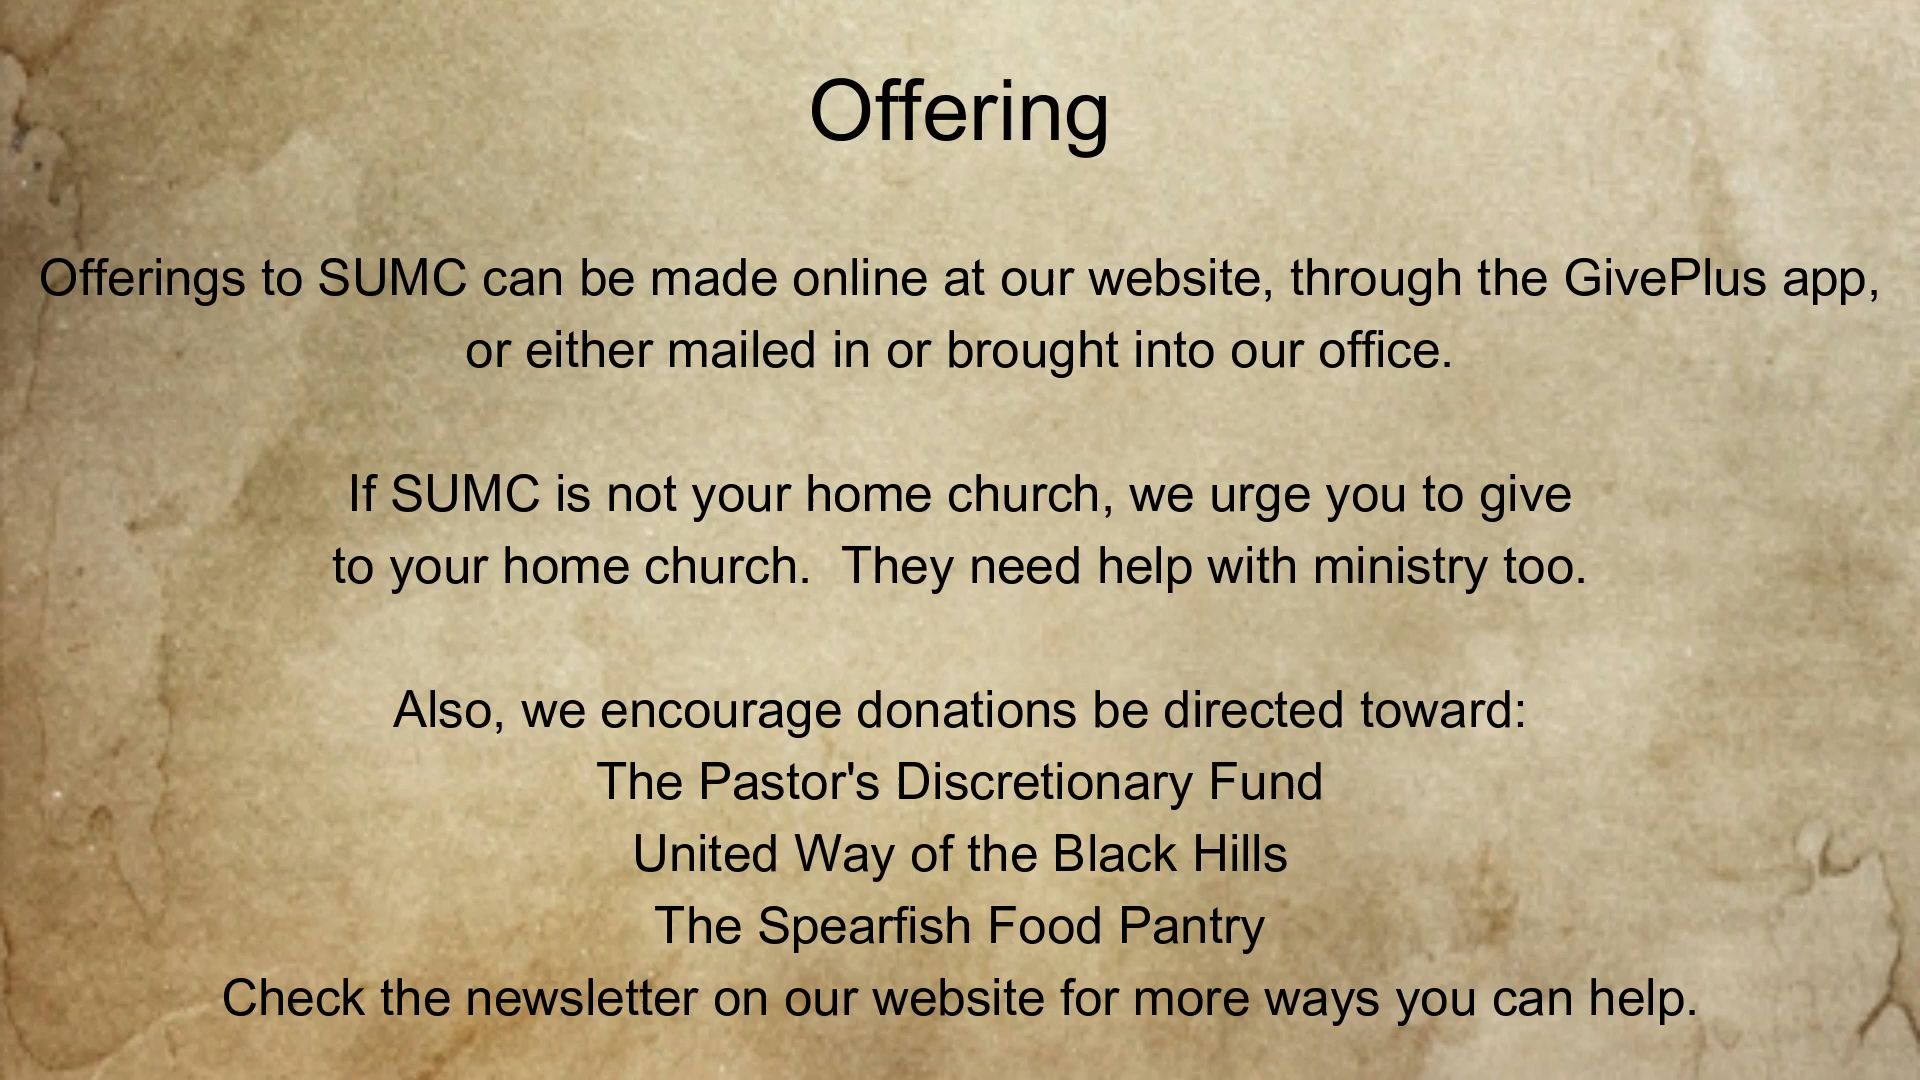 Offering
Offerings to SUMC can be made online at our website, through the GivePlus app,
or either mailed in or brought into our office.
If SUMC is not your home church, we urge you to give
to your home church.  They need help with ministry too.
Also, we encourage donations be directed toward:
The Pastor's Discretionary Fund
United Way of the Black Hills
The Spearfish Food Pantry
Check the newsletter on our website for more ways you can help.